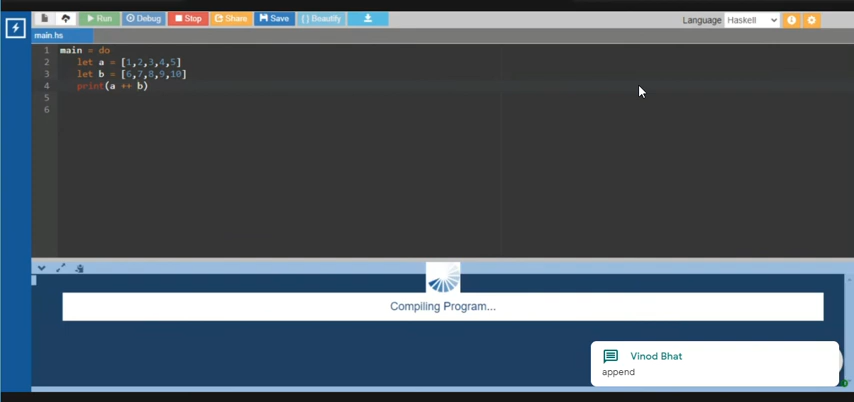 Run Debug Stop Share Save { } Beautify
Language Haskell
main.hs
1 main = do
2 let a = [1,2,3,4,5]
3 let b = [6,7,8,9,10]
4 print(a ++ b)
5
6
Compiling Program...
Vinod Bhat
append